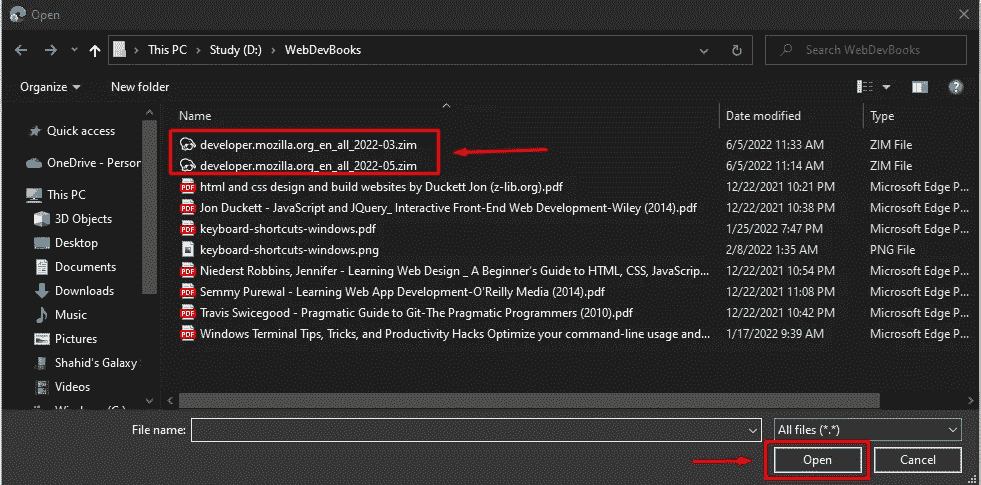 Open
This PC > Study (D:) > WebDevBooks
Search WebDevBooks
Organize
New folder
Name Date modified Type
Quick access
OneDrive - Person
This PC
3D Objects
Desktop
Documents
Downloads
Music
Pictures
Shahid's Galaxy
Videos
developer.mozilla.org_en_all_2022-03.zim 6/5/2022 11:33 AM ZIM File
developer.mozilla.org_en_all_2022-05.zim 6/5/2022 11:14 AM ZIM File
PDF html and css design and build websites by Duckett Jon (z-lib.org).pdf 12/22/2021 10:21 PM Microsoft Edge P...
PDF Jon Duckett - JavaScript and JQuery_ Interactive Front-End Web Development-Wiley (2014).pdf 12/22/2021 10:38 PM Microsoft Edge P...
PDF keyboard-shortcuts-windows.pdf 1/25/2022 7:47 PM Microsoft Edge P...
keyboard-shortcuts-windows.png 2/8/2022 1:35 AM PNG File
PDF Niederst Robbins, Jennifer - Learning Web Design _ A Beginner's Guide to HTML, CSS, JavaScrip... 12/22/2021 10:54 PM Microsoft Edge P...
PDF Semmy Purewal - Learning Web App Development-O'Reilly Media (2014).pdf 12/22/2021 11:08 PM Microsoft Edge P...
PDF Travis Swicegood - Pragmatic Guide to Git-The Pragmatic Programmers (2010).pdf 12/22/2021 10:42 PM Microsoft Edge P...
PDF Windows Terminal Tips, Tricks, and Productivity Hacks Optimize your command-line usage and... 1/17/2022 9:39 AM Microsoft Edge P...
File name:
All files (*.*)
Open
Cancel